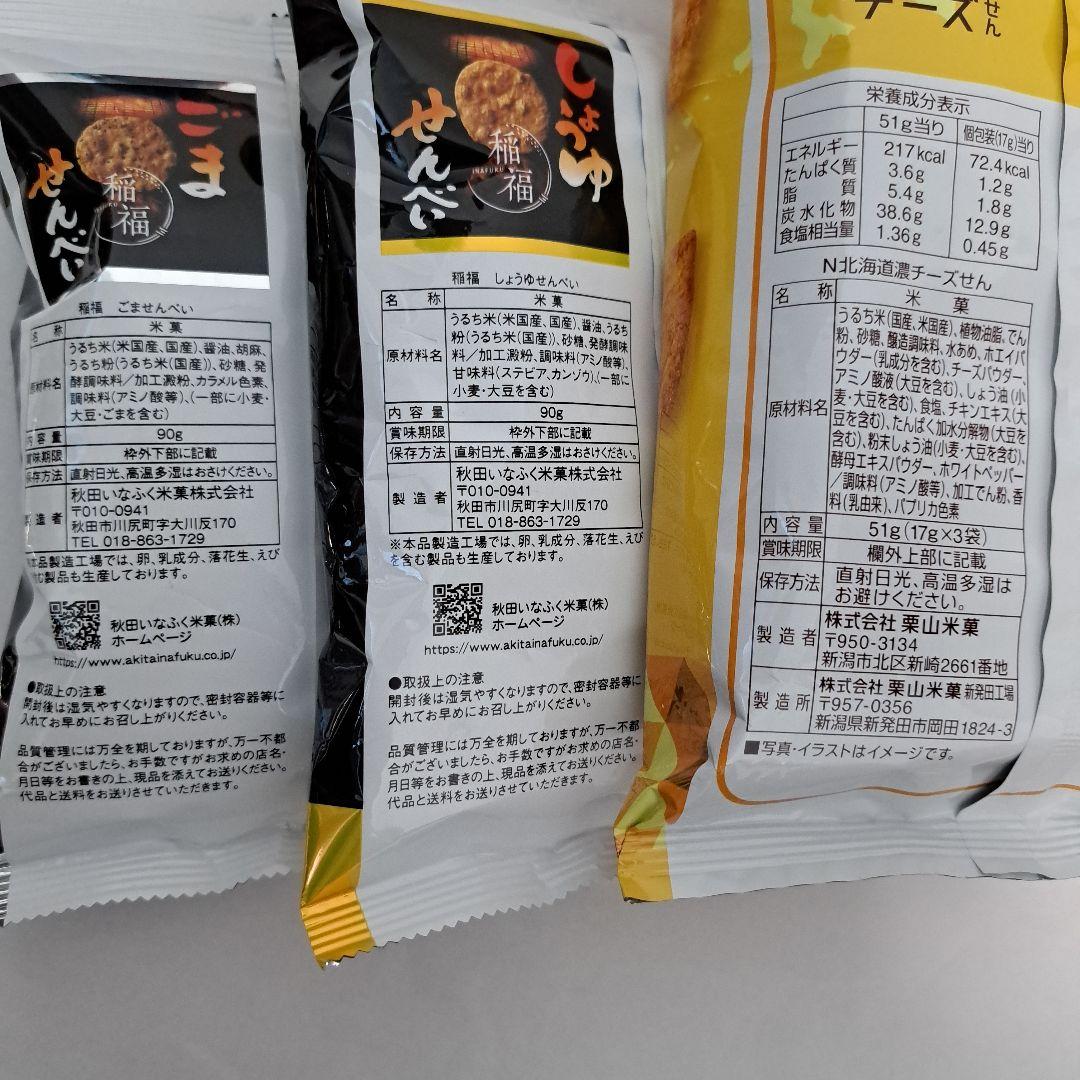 ごま
せんべい
稲福
稲福 ごませんべい
名 称 米菓
原材料名
うるち米(米国産、国産)、醤油、胡麻、
うるち粉(うるち米(国産))、砂糖、発
酵調味料/加工澱粉、カラメル色素、
調味料(アミノ酸等)、(一部に小麦・
大豆・ごまを含む)
内容量 90g
賞味期限 枠外下部に記載
保存方法 直射日光、高温多湿はおさけください。
製造者
秋田いなふく米菓株式会社
〒010-0941
秋田市川尻町字大川反170
TEL 018-863-1729
※本品製造工場では、卵、乳成分、落花生、えび
含む製品も生産しております。
秋田いなふく米菓(株)
ホームページ
https://www.akitainafuku.co.jp/
●取扱上の注意
開封後は湿気やすくなりますので、密封容器等に
入れてお早めにお召し上がりください。
品質管理には万全を期しておりますが、万一不都
合がございましたら、お手数ですがお求めの店名・
月日等をお書きの上、現品を添えてお送りください。
代品と送料をお送りさせていただきます。
しょうゆ
せんべい
稲福
INAFUKU
稲福 しょうゆせんべい
名 称 米菓
原材料名
うるち米(米国産、国産)、醤油、うるち
粉(うるち米(国産))、砂糖、発酵調味
料/加工澱粉、調味料(アミノ酸等)、
甘味料(ステビア、カンゾウ)、(一部に
小麦・大豆を含む)
内容量 90g
賞味期限 枠外下部に記載
保存方法 直射日光、高温多湿はおさけください。
製造者
秋田いなふく米菓株式会社
〒010-0941
秋田市川尻町字大川反170
TEL 018-863-1729
※本品製造工場では、卵、乳成分、落花生、えび
を含む製品も生産しております。
秋田いなふく米菓(株)
ホームページ
https://www.akitainafuku.co.jp/
●取扱上の注意
開封後は湿気やすくなりますので、密封容器等に
入れてお早めにお召し上がりください。
品質管理には万全を期しておりますが、万一不都
合がございましたら、お手数ですがお求めの店名・
月日等をお書きの上、現品を添えてお送りください。
代品と送料をお送りさせていただきます。
チーズせん
栄養成分表示
51g当り 個包装(17g)当り
エネルギー 217kcal 72.4kcal
たんぱく質 3.6g 1.2g
脂質 5.4g 1.8g
炭水化物 38.6g 12.9g
食塩相当量 1.36g 0.45g
N北海道濃チーズせん
名 称 米菓
原材料名
うるち米(国産、米国産)、植物油脂、でん
粉、砂糖、醸造調味料、水あめ、ホエイパ
ウダー(乳成分を含む)、チーズパウダー、
アミノ酸液(大豆を含む)、しょう油(小
麦・大豆を含む)、食塩、チキンエキス(大
豆を含む)、たんぱく加水分解物(大豆を
含む)、粉末しょう油(小麦・大豆を含む)、
酵母エキスパウダー、ホワイトペッパー
/調味料(アミノ酸等)、加工でん粉、香
料(乳由来)、パプリカ色素
内容量 51g(17g×3袋)
賞味期限 欄外上部に記載
保存方法
直射日光、高温多湿は
お避けください。
製造者
株式会社 栗山米菓
〒950-3134
新潟市北区新崎2661番地
製造所
株式会社 栗山米菓 新発田工場
〒957-0356
新潟県新発田市岡田1824-3
■写真・イラストはイメージです。